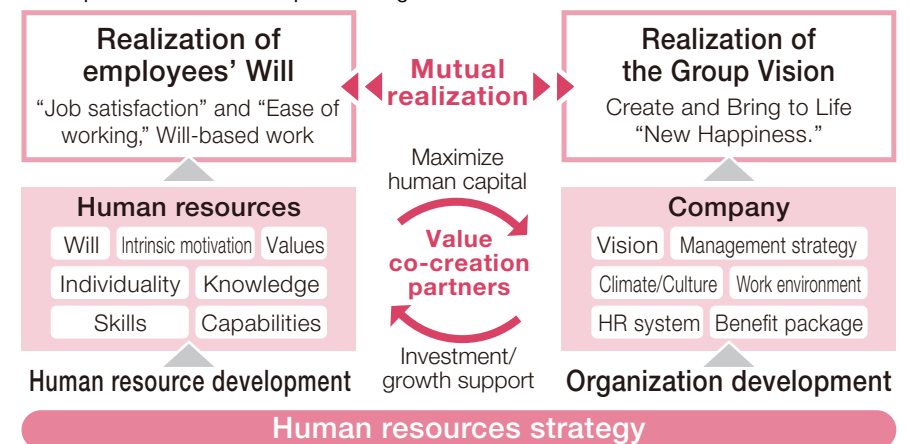 Realization of
employees’ Will
“Job satisfaction” and “Ease of
working,” Will-based work
Mutual
realization
Realization of
the Group Vision
Create and Bring to Life
“New Happiness.”
Maximize
human capital
Value
co-creation
partners
Investment/
growth support
Human resources
Will Intrinsic motivation Values
Individuality Knowledge
Skills Capabilities
Human resource development
Company
Vision Management strategy
Climate/Culture Work environment
HR system Benefit package
Organization development
Human resources strategy